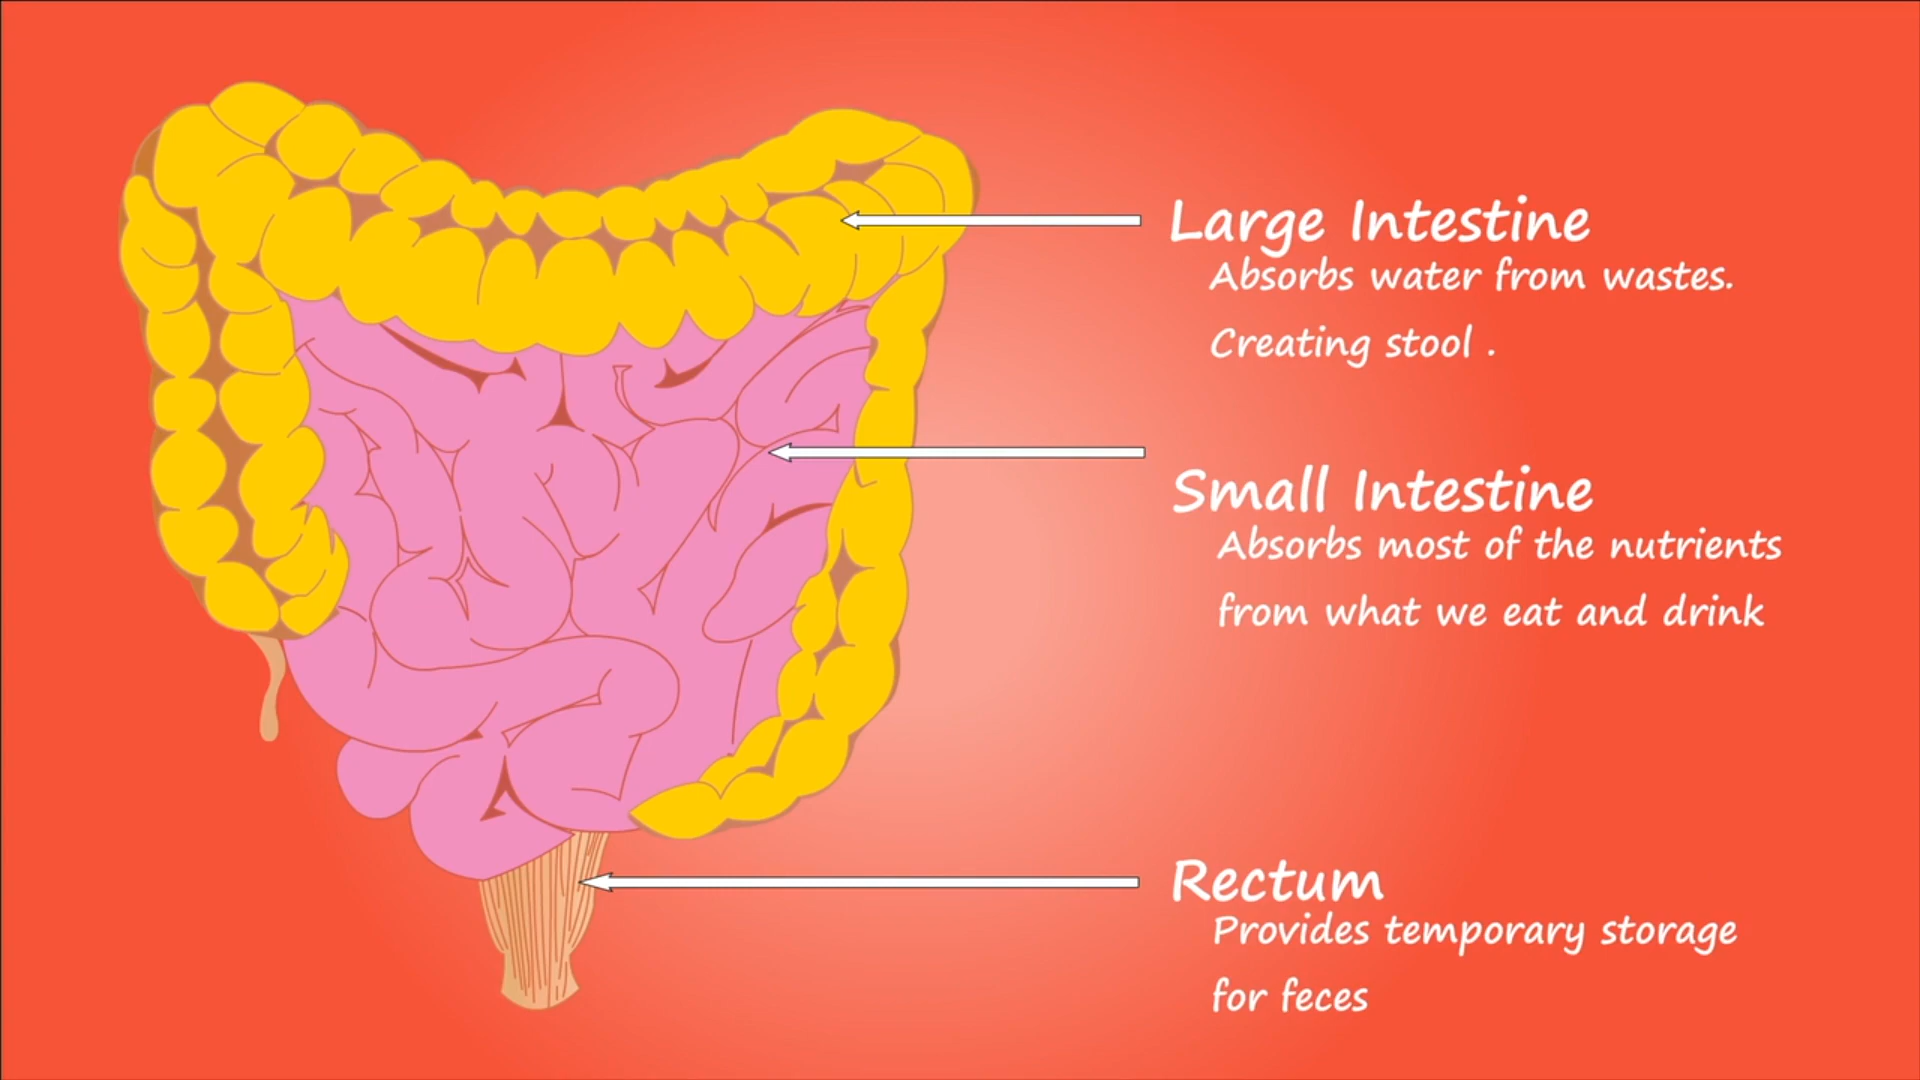 Large Intestine
Absorbs water from wastes.
Creating stool .
Small Intestine
Absorbs most of the nutrients
from what we eat and drink
Rectum
Provides temporary storage
for feces